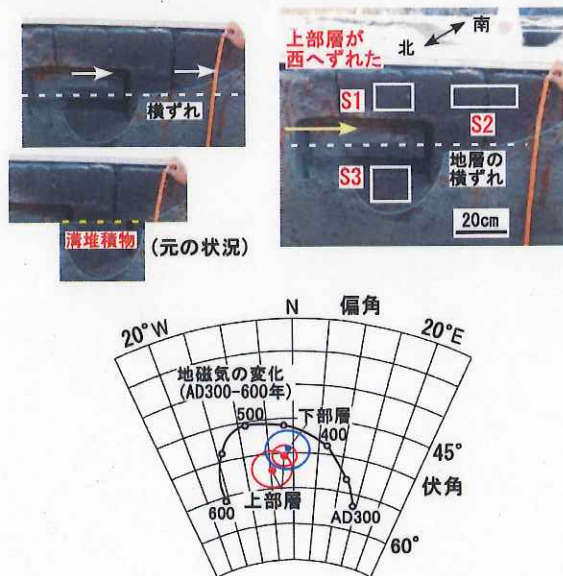 横ずれ
溝堆積物
(元の状況)
南
北
上部層が
西へずれた
S1
S2
S3
地層の
横ずれ
20cm
20°W
N
偏角
20°E
地磁気の変化
(AD300-600年)
500
下部層
400
45°
伏角
600
上部層
AD300
60°